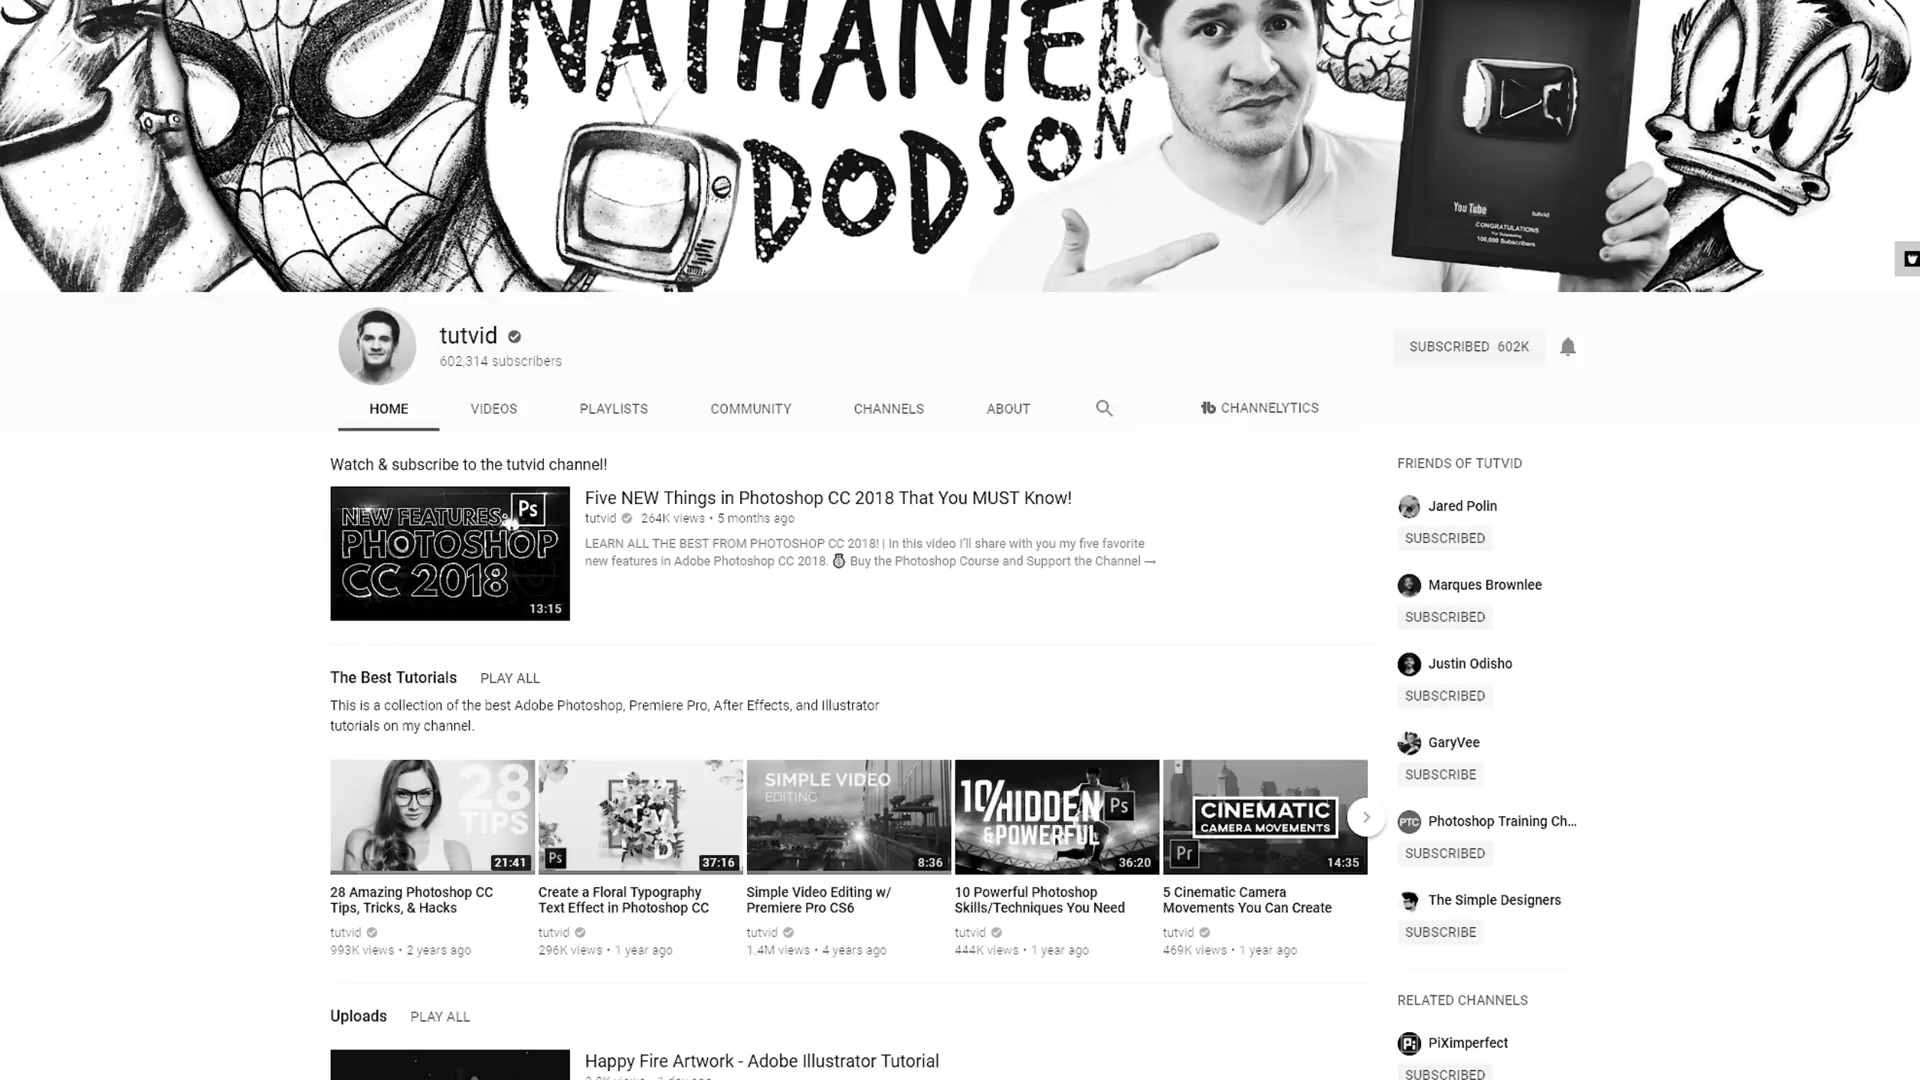 NATHANIEL
DODSON
YouTube
tutvid
CONGRATULATIONS
For Surpassing
100,000 Subscribers
tutvid
602,314 subscribers
SUBSCRIBED 602K
HOME
VIDEOS
PLAYLISTS
COMMUNITY
CHANNELS
ABOUT
CHANNELYTICS
Watch & subscribe to the tutvid channel!
NEW FEATURES:
PHOTOSHOP
CC 2018
Ps
13:15
Five NEW Things in Photoshop CC 2018 That You MUST Know!
tutvid 264K views • 5 months ago
LEARN ALL THE BEST FROM PHOTOSHOP CC 2018! | In this video I'll share with you my five favorite
new features in Adobe Photoshop CC 2018. Buy the Photoshop Course and Support the Channel →
The Best Tutorials PLAY ALL
This is a collection of the best Adobe Photoshop, Premiere Pro, After Effects, and Illustrator
tutorials on my channel.
28
TIPS
21:41
28 Amazing Photoshop CC
Tips, Tricks, & Hacks
tutvid
993K views • 2 years ago
V
D
Ps
37:16
Create a Floral Typography
Text Effect in Photoshop CC
tutvid
296K views • 1 year ago
SIMPLE VIDEO
EDITING
8:36
Simple Video Editing w/
Premiere Pro CS6
tutvid
1.4M views • 4 years ago
10 HIDDEN
& POWERFUL
Ps
36:20
10 Powerful Photoshop
Skills/Techniques You Need
tutvid
444K views • 1 year ago
CINEMATIC
CAMERA MOVEMENTS
Pr
14:35
5 Cinematic Camera
Movements You Can Create
tutvid
469K views • 1 year ago
Uploads PLAY ALL
Happy Fire Artwork - Adobe Illustrator Tutorial
FRIENDS OF TUTVID
Jared Polin
SUBSCRIBED
Marques Brownlee
SUBSCRIBED
Justin Odisho
SUBSCRIBED
GaryVee
SUBSCRIBE
PTC
Photoshop Training Ch...
SUBSCRIBED
The Simple Designers
SUBSCRIBE
RELATED CHANNELS
Pi
PiXimperfect
SUBSCRIBED